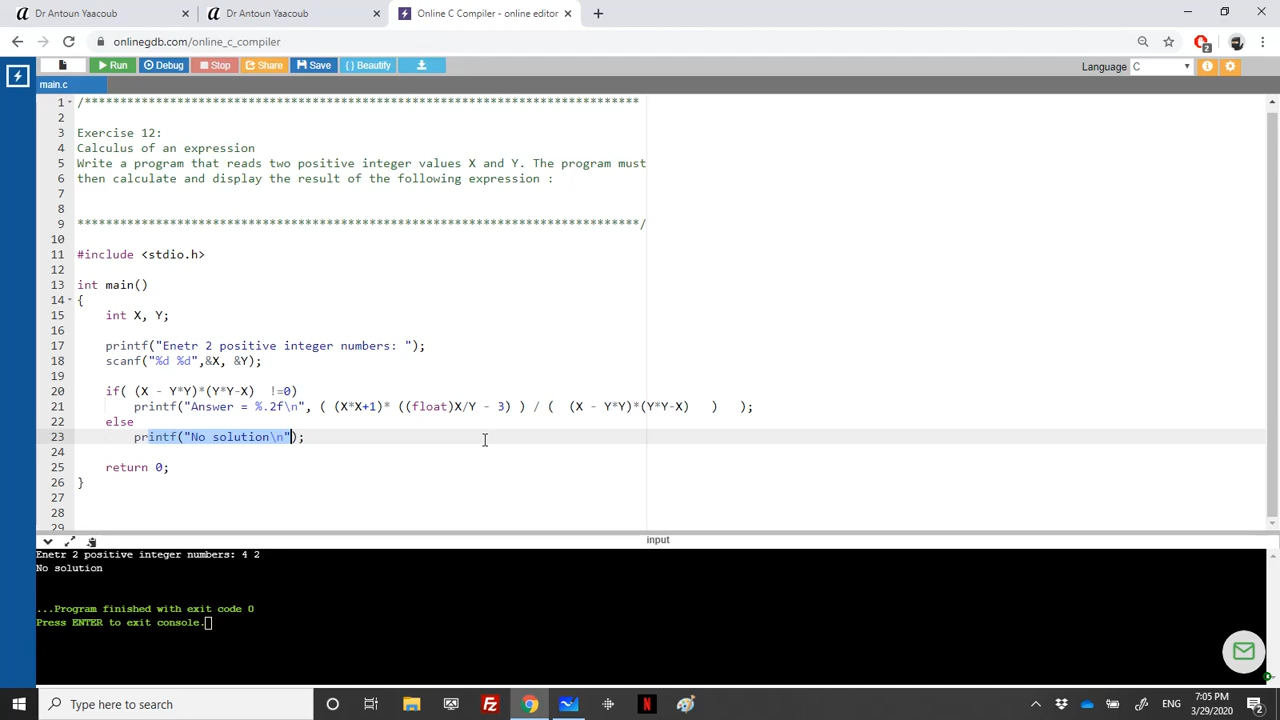 Dr Antoun Yaacoub
Dr Antoun Yaacoub
Online C Compiler - online editor
onlinegdb.com/online_c_compiler
2
Run
Debug
Stop
Share
Save
{ } Beautify
Language
C
main.c
1 /******************************************************************************
2
3 Exercise 12:
4 Calculus of an expression
5 Write a program that reads two positive integer values X and Y. The program must
6 then calculate and display the result of the following expression :
7
8
9 *******************************************************************************/
10
11 #include <stdio.h>
12
13 int main()
14 {
15 int X, Y;
16
17 printf("Enetr 2 positive integer numbers: ");
18 scanf("%d %d",&X, &Y);
19
20 if( (X - Y*Y)*(Y*Y-X)  !=0)
21 printf("Answer = %.2f\n", ( (X*X+1)* ((float)X/Y - 3) ) / (  (X - Y*Y)*(Y*Y-X)   )   );
22 else
23 printf("No solution\n");
24
25 return 0;
26 }
27
28
29
input
Enetr 2 positive integer numbers: 4 2
No solution
...Program finished with exit code 0
Press ENTER to exit console.
Type here to search
Fz
N
ENG
7:05 PM
3/29/2020
2